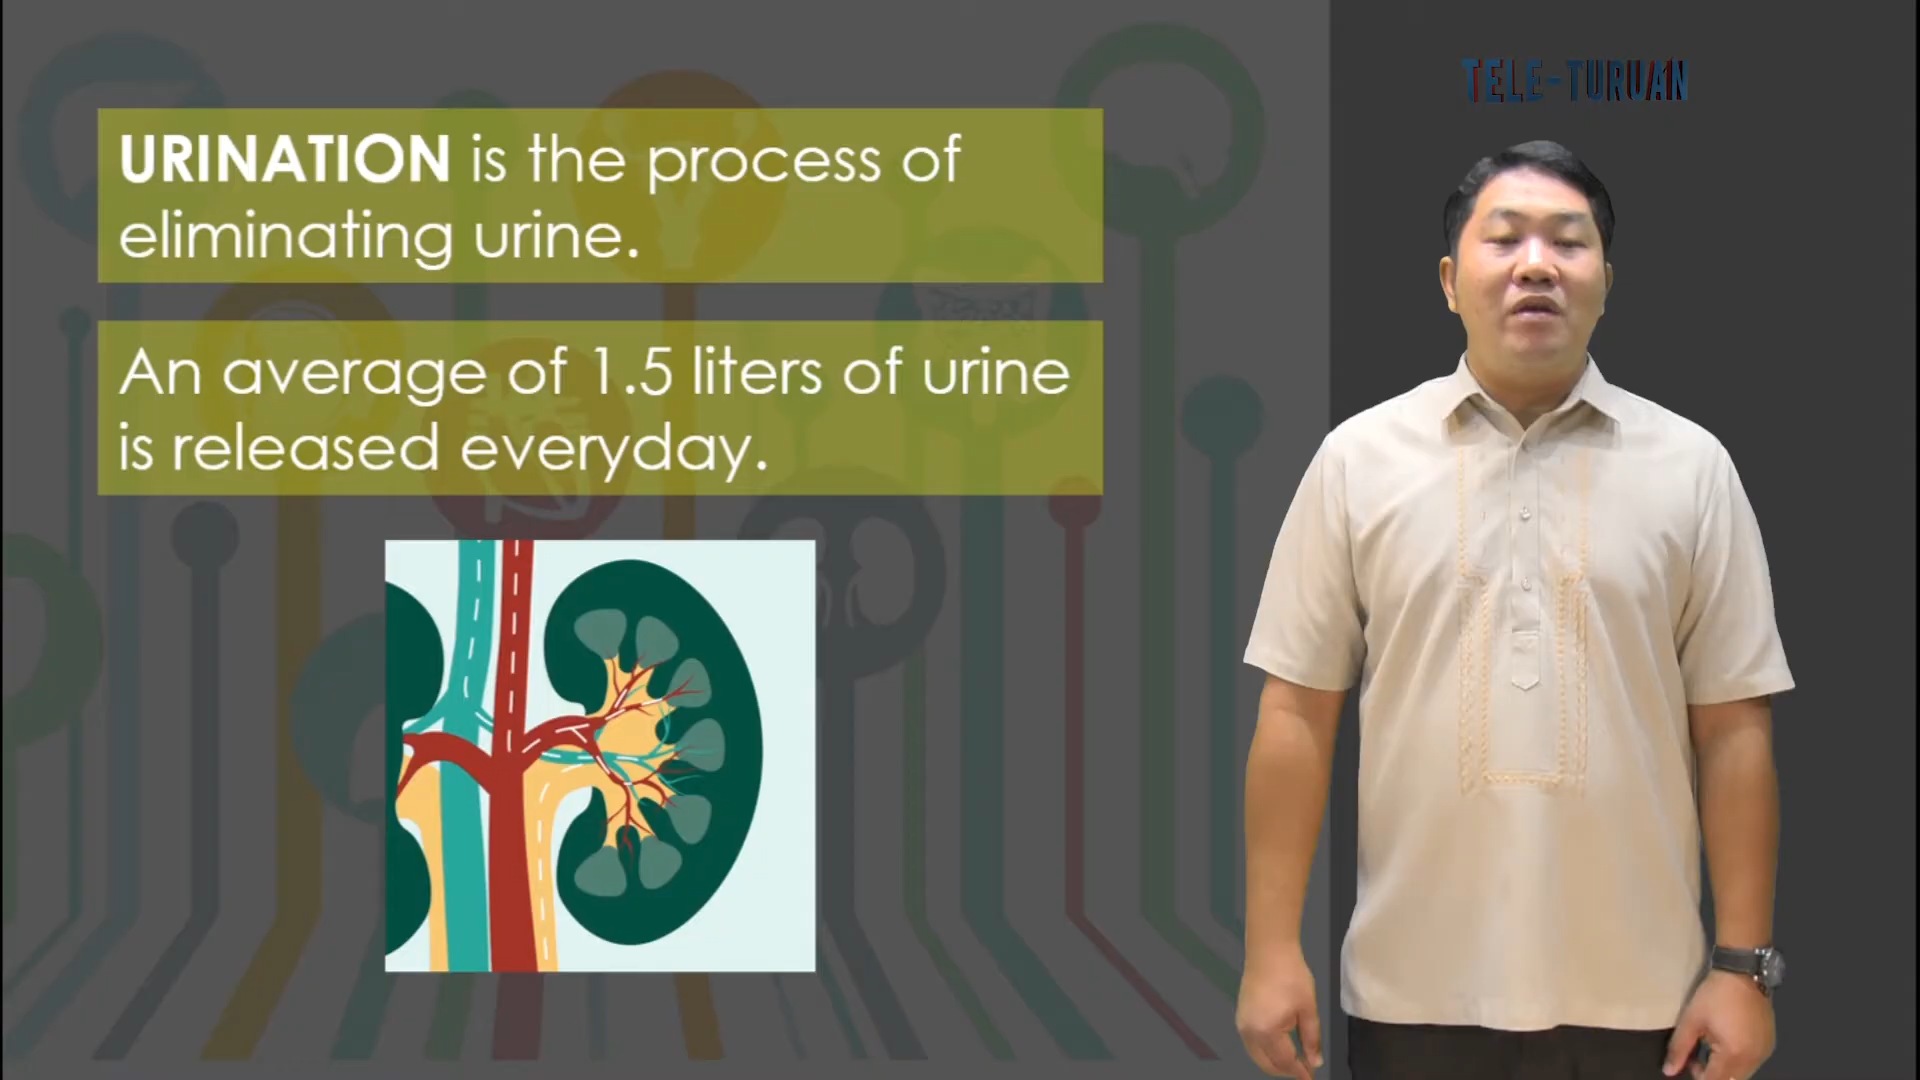 TELE-TURUAN
URINATION is the process of
eliminating urine.
An average of 1.5 liters of urine
is released everyday.